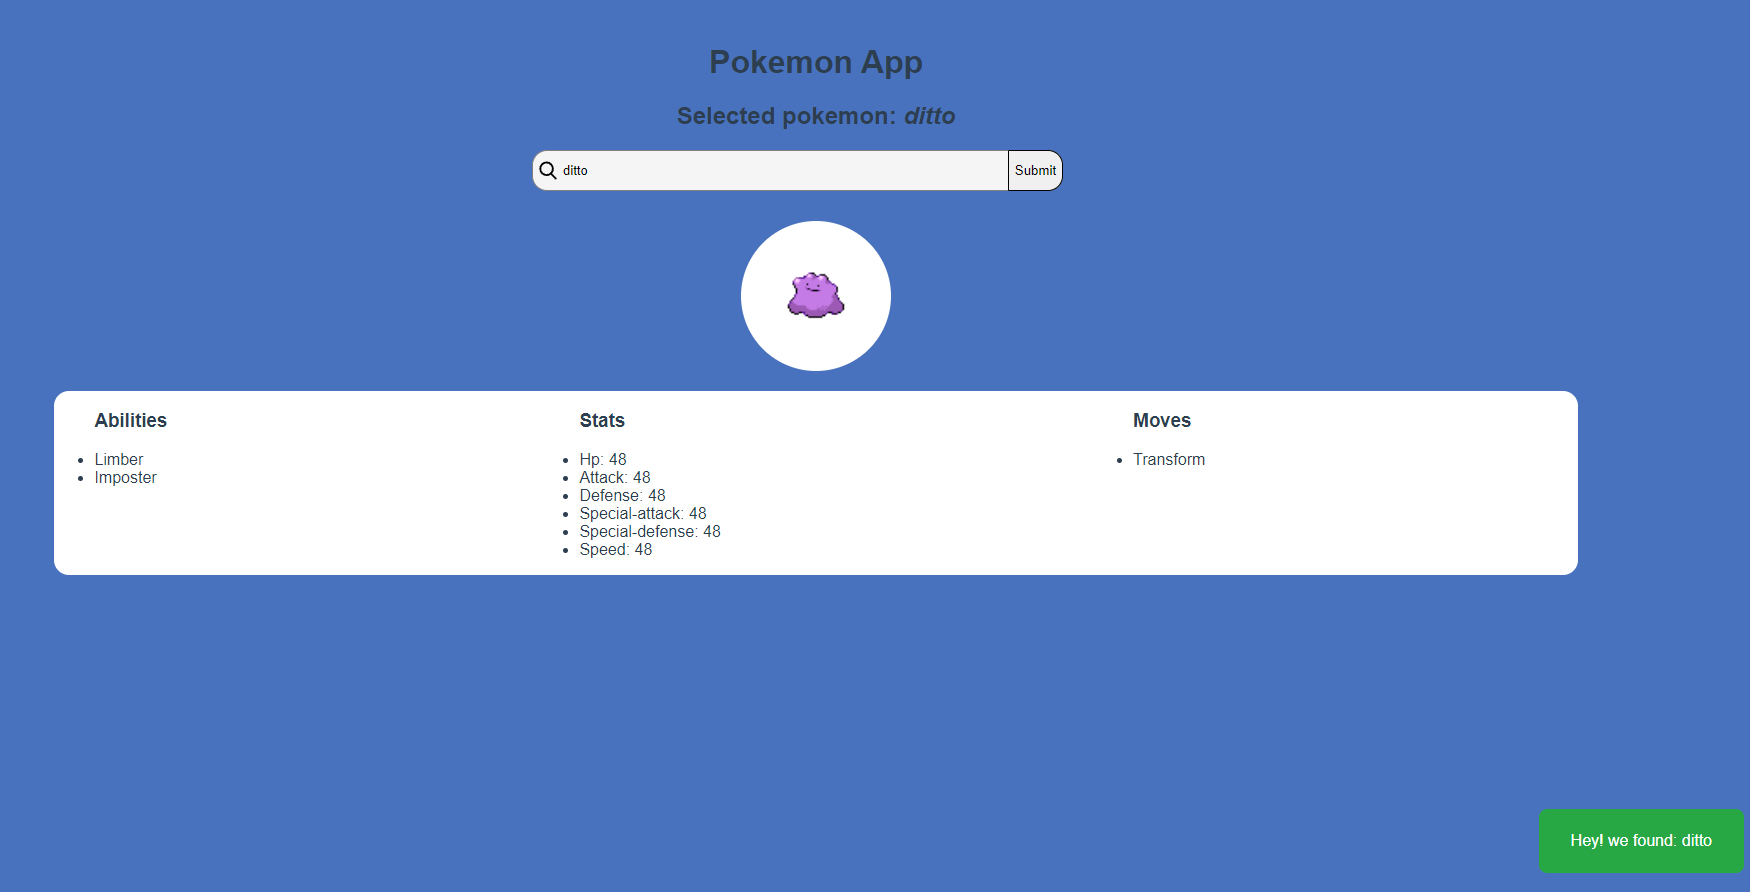 Pokemon App
Selected pokemon: ditto
ditto
Submit
Abilities
Limber
Imposter
Stats
Hp: 48
Attack: 48
Defense: 48
Special-attack: 48
Special-defense: 48
Speed: 48
Moves
Transform
Hey! we found: ditto